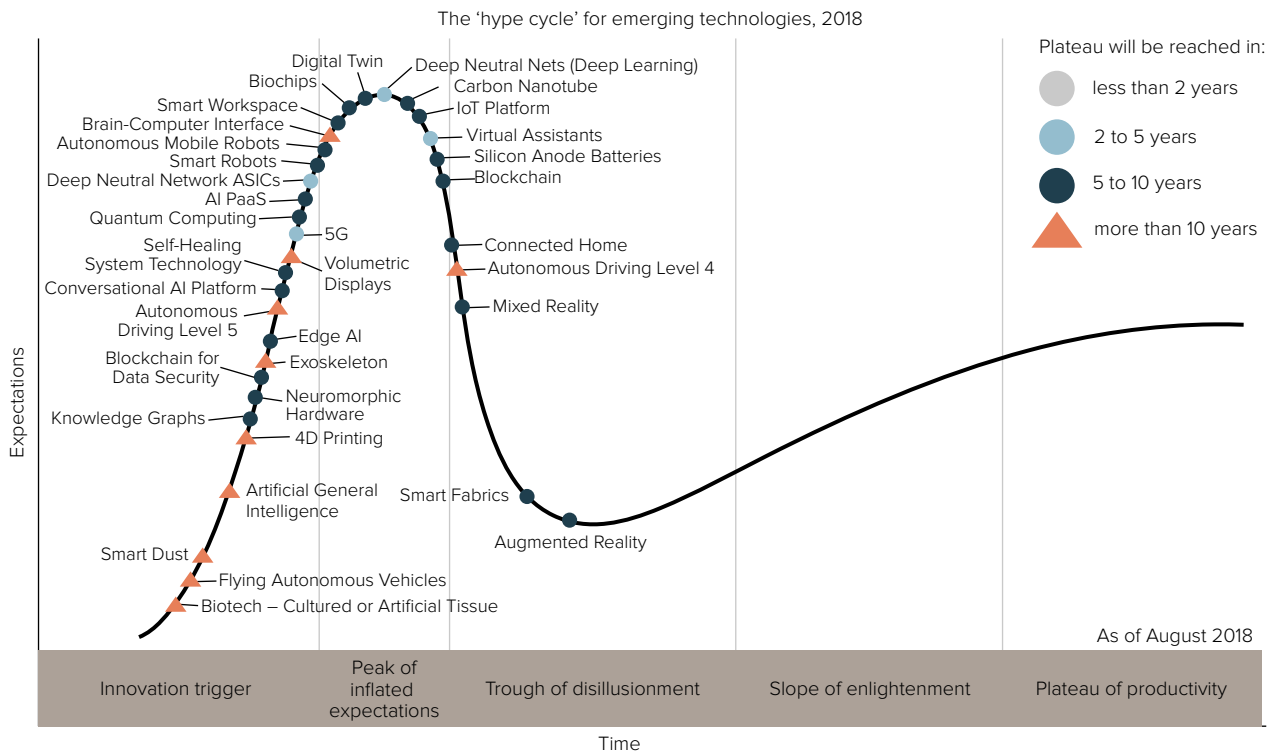 The ‘hype cycle’ for emerging technologies, 2018
Plateau will be reached in:
less than 2 years
2 to 5 years
5 to 10 years
more than 10 years
Digital Twin
Deep Neural Nets (Deep Learning)
Biochips
Carbon Nanotube
Smart Workspace
IoT Platform
Brain-Computer Interface
Virtual Assistants
Autonomous Mobile Robots
Silicon Anode Batteries
Smart Robots
Blockchain
Deep Neural Network ASICs
AI PaaS
Quantum Computing
5G
Connected Home
Self-Healing
System Technology
Volumetric
Displays
Autonomous Driving Level 4
Conversational AI Platform
Mixed Reality
Autonomous
Driving Level 5
Edge AI
Blockchain for
Data Security
Exoskeleton
Neuromorphic
Hardware
Knowledge Graphs
4D Printing
Artificial General
Intelligence
Smart Fabrics
Augmented Reality
Smart Dust
Flying Autonomous Vehicles
Biotech – Cultured or Artificial Tissue
As of August 2018
Expectations
Innovation trigger
Peak of
inflated
expectations
Trough of disillusionment
Slope of enlightenment
Plateau of productivity
Time